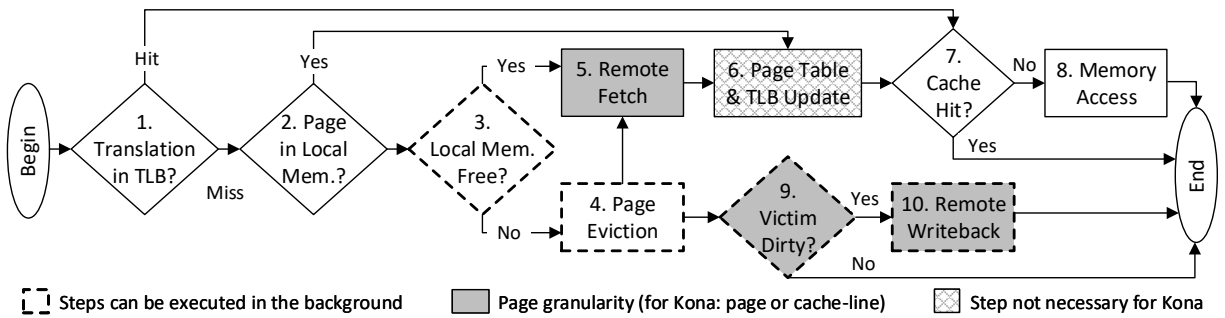 Begin
1.
Translation
in TLB?
Hit
Miss
2. Page
in Local
Mem.?
Yes
3.
Local Mem.
Free?
Yes
No
5. Remote
Fetch
4. Page
Eviction
6. Page Table
& TLB Update
7.
Cache
Hit?
No
Yes
8. Memory
Access
9.
Victim
Dirty?
Yes
No
10. Remote
Writeback
End
Steps can be executed in the background
Page granularity (for Kona: page or cache-line)
Step not necessary for Kona